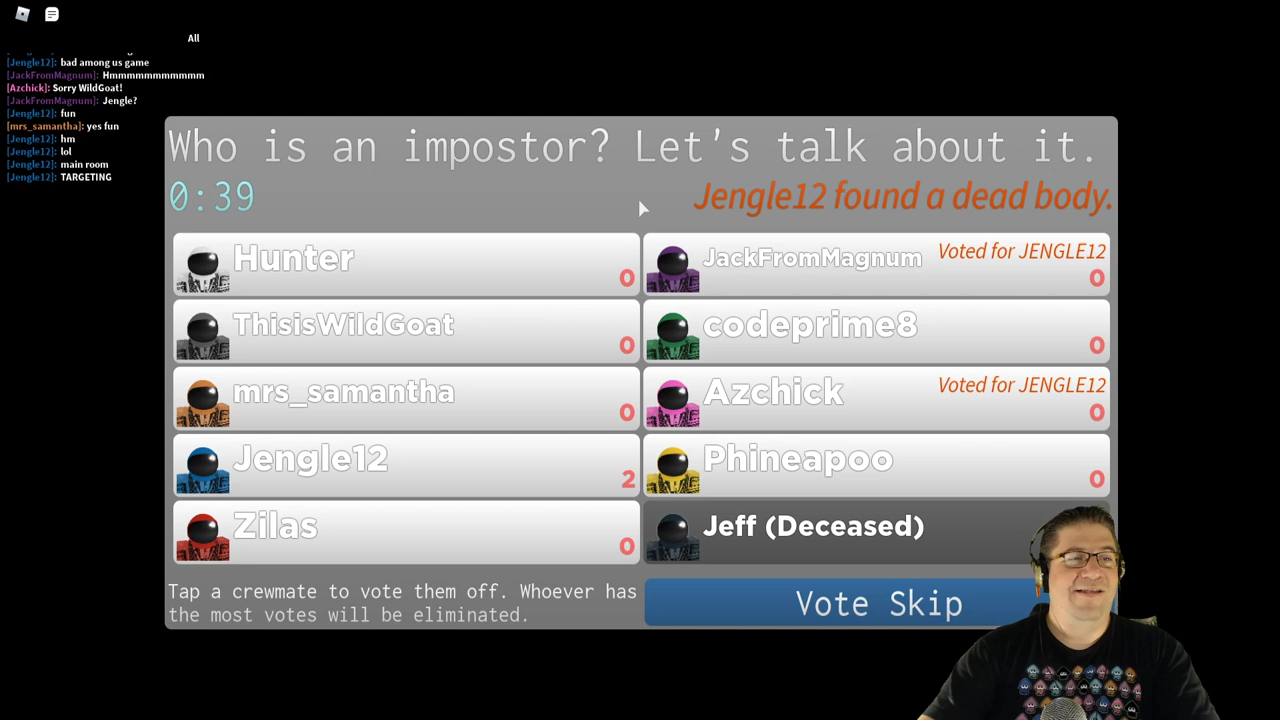 All
[Jengle12]: bad among us game
[JackFromMagnum]: Hmmmmmmmmmmm
[Azchick]: Sorry WildGoat!
[JackFromMagnum]: Jengle?
[Jengle12]: fun
[mrs_samantha]: yes fun
[Jengle12]: hm
[Jengle12]: lol
[Jengle12]: main room
[Jengle12]: TARGETING
Who is an impostor? Let's talk about it.
0:39
Jengle12 found a dead body.
Hunter
0
JackFromMagnum
Voted for JENGLE12
0
ThisisWildGoat
0
codeprime8
0
mrs_samantha
0
Azchick
Voted for JENGLE12
0
Jengle12
2
Phineapoo
0
Zilas
0
Jeff (Deceased)
Tap a crewmate to vote them off. Whoever has
the most votes will be eliminated.
Vote Skip